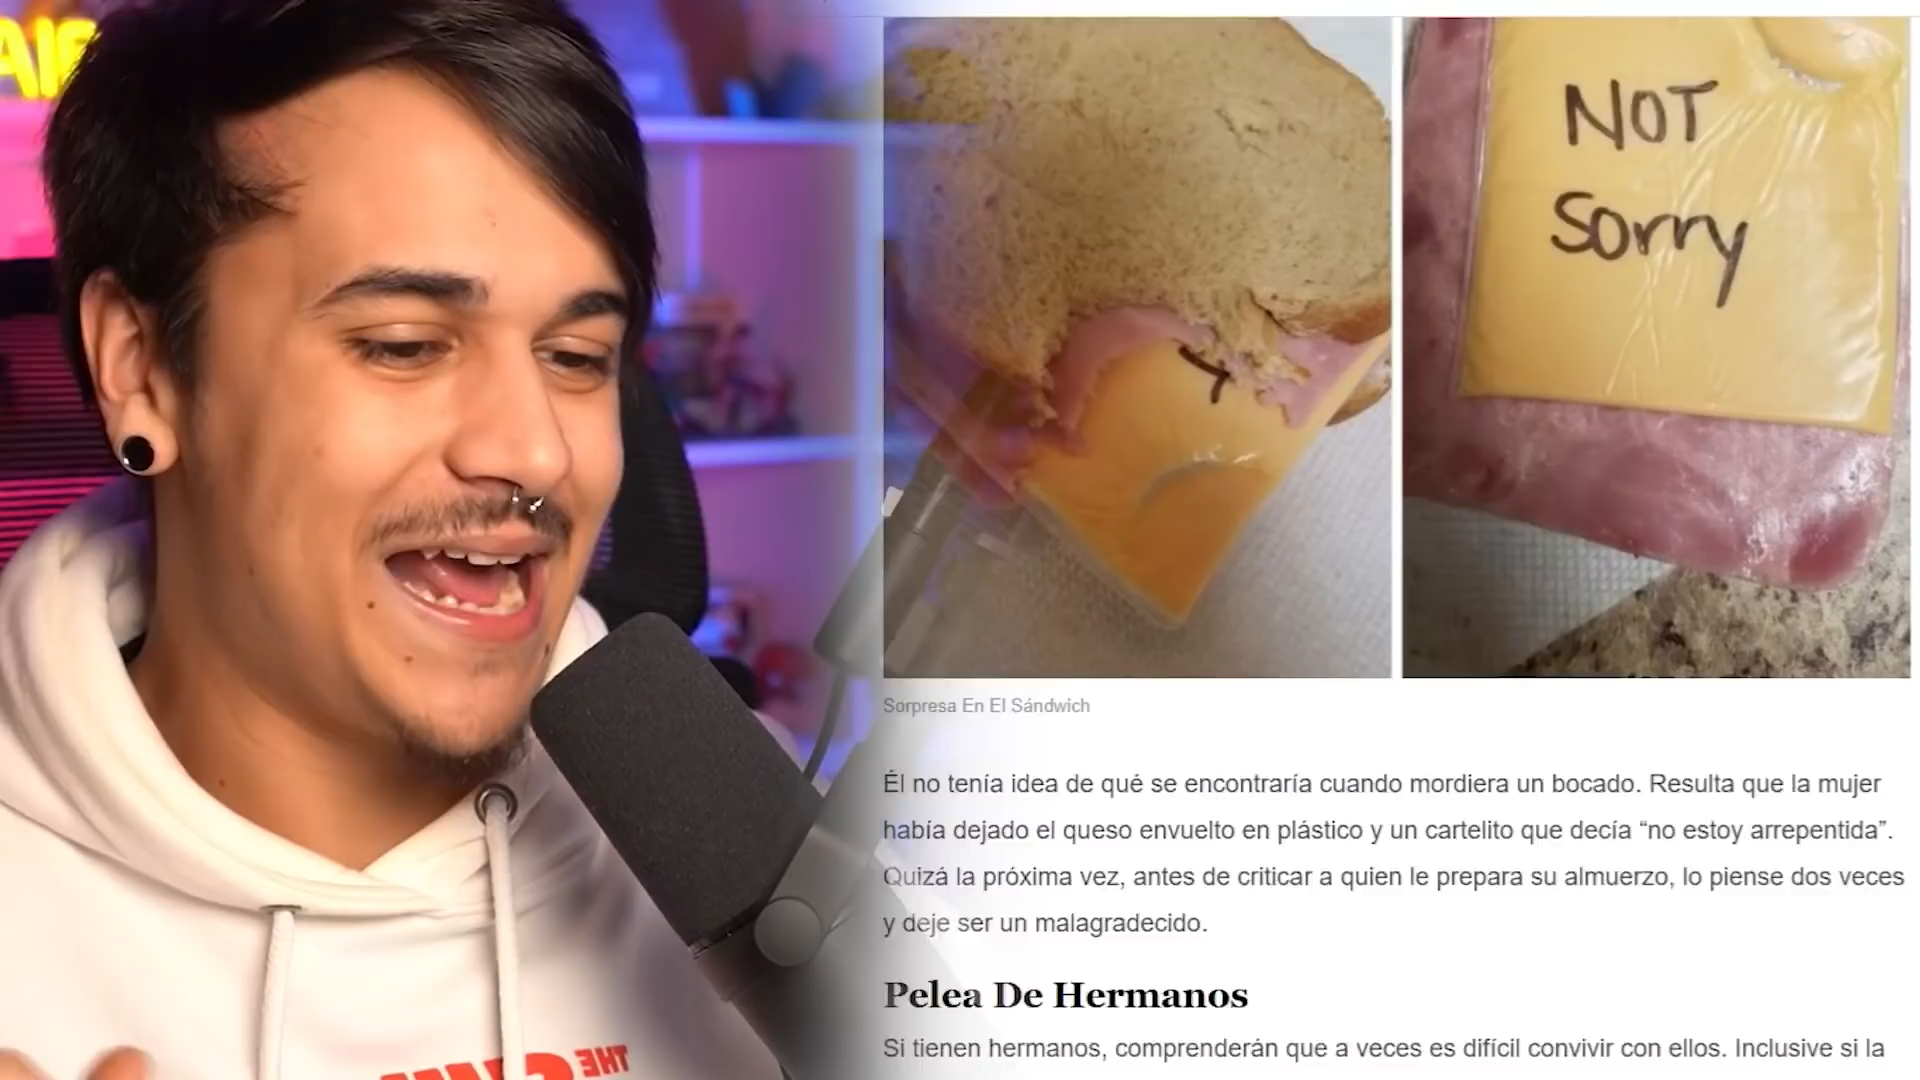 NOT
Sorry
Sorpresa En El Sándwich
Él no tenía idea de qué se encontraría cuando mordiera un bocado. Resulta que la mujer
había dejado el queso envuelto en plástico y un cartelito que decía “no estoy arrepentida”.
Quizá la próxima vez, antes de criticar a quien le prepara su almuerzo, lo piense dos veces
y deje ser un malagradecido.
Pelea De Hermanos
Si tienen hermanos, comprenderán que a veces es difícil convivir con ellos. Inclusive si la
THE